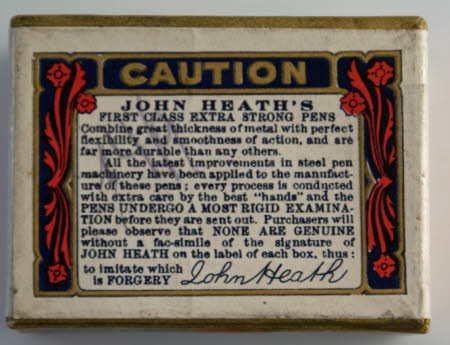 CAUTION
JOHN HEATH'S
FIRST CLASS EXTRA STRONG PENS
Combine great thickness of metal with perfect
flexibility and smoothness of action, and are
far more durable than any others.
All the latest improvements in steel pen
machinery have been applied to the manufact-
ure of these pens; every process is conducted
with extra care by the best "hands" and the
PENS UNDERGO A MOST RIGID EXAMINA-
TION before they are sent out. Purchasers will
please observe that NONE ARE GENUINE
without a fac-simile of the signature of
JOHN HEATH on the label of each box, thus:
to imitate which
is FORGERY John Heath